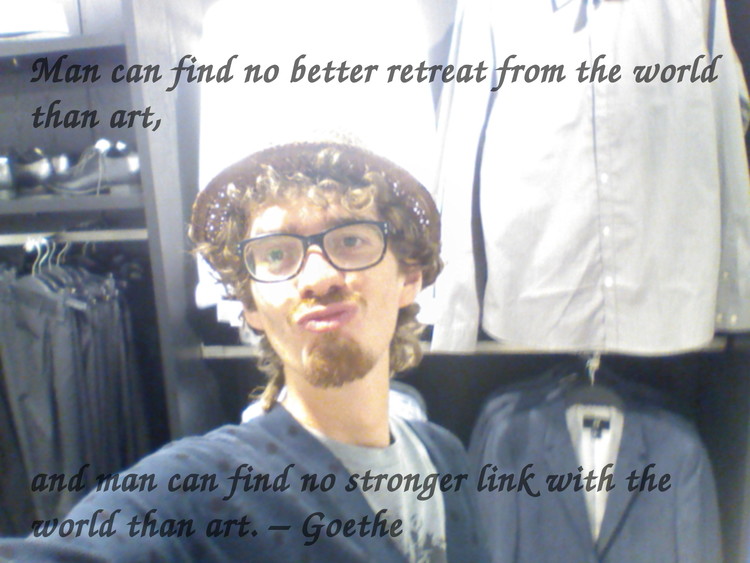 Man can find no better retreat from the world
than art,
and man can find no stronger link with the
world than art. – Goethe